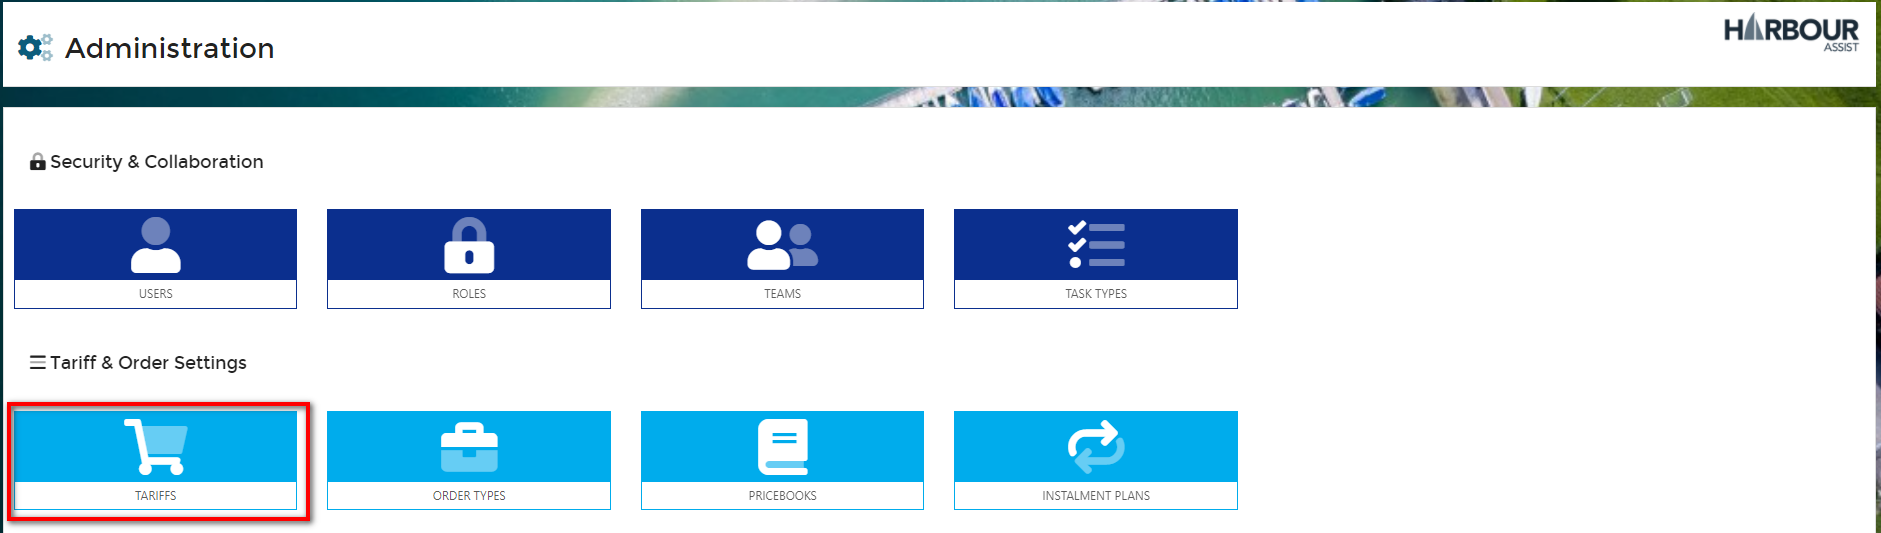 Administration
HARBOUR
ASSIST
Security & Collaboration
USERS
ROLES
TEAMS
TASK TYPES
Tariff & Order Settings
TARIFFS
ORDER TYPES
PRICEBOOKS
INSTALMENT PLANS